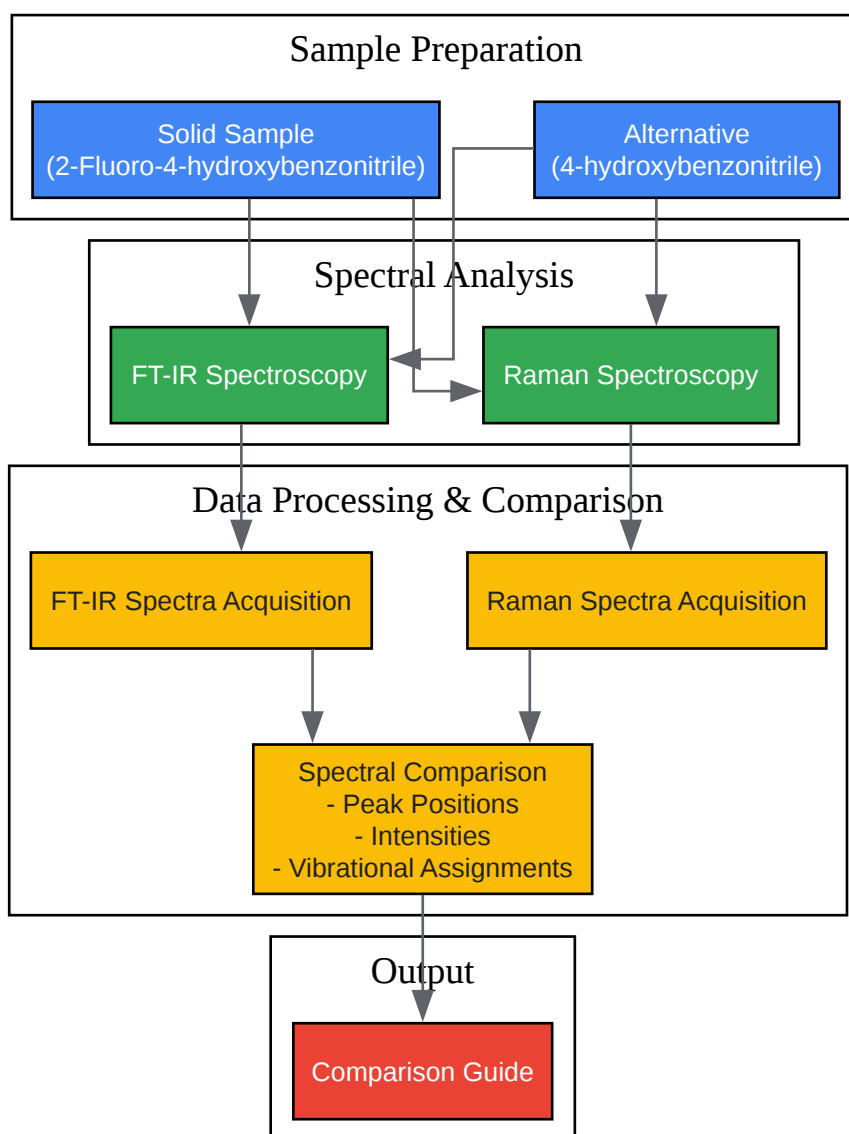 Sample Preparation
Solid Sample
(2-Fluoro-4-hydroxybenzonitrile)
Alternative
(4-hydroxybenzonitrile)
Spectral Analysis
FT-IR Spectroscopy
Raman Spectroscopy
Data Processing & Comparison
FT-IR Spectra Acquisition
Raman Spectra Acquisition
Spectral Comparison
- Peak Positions
- Intensities
- Vibrational Assignments
Output
Comparison Guide